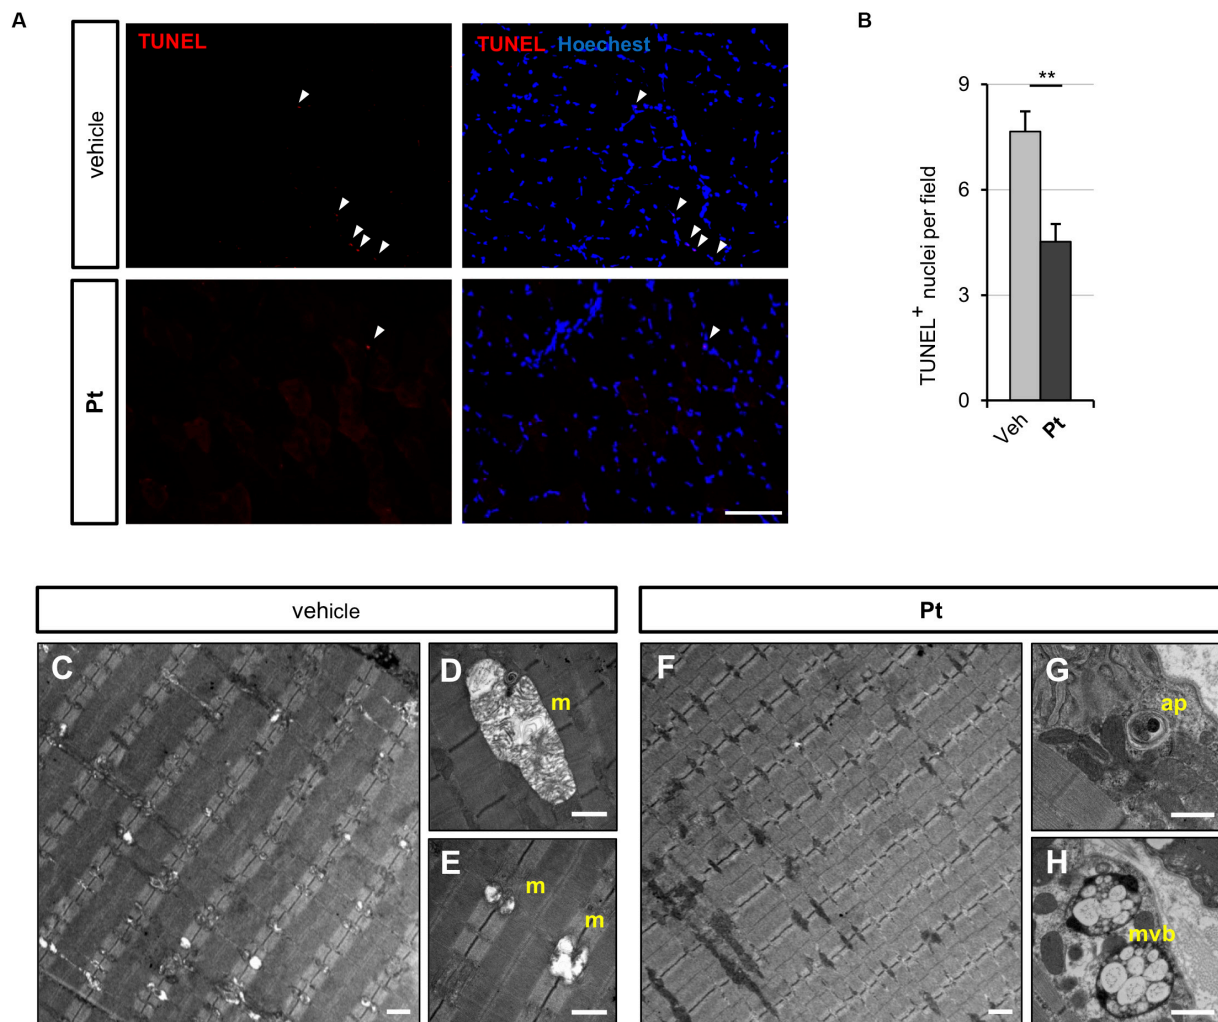 A
B
vehicle
TUNEL
TUNEL Hoechest
Pt
TUNEL+ nuclei per field
9
6
3
0
**
Veh
Pt
vehicle
Pt
C
D
m
E
m
m
F
G
ap
H
mvb